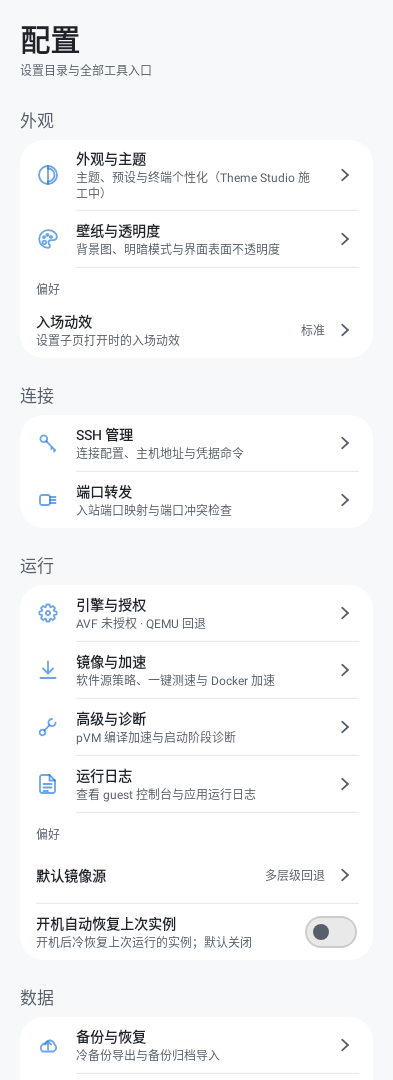 配置
设置目录与全部工具入口
外观
外观与主题
主题、预设与终端个性化（Theme Studio 施
工中）
壁纸与透明度
背景图、明暗模式与界面表面不透明度
偏好
入场动效
设置子页打开时的入场动效
标准
连接
SSH 管理
连接配置、主机地址与凭据命令
端口转发
入站端口映射与端口冲突检查
运行
引擎与授权
AVF 未授权 · QEMU 回退
镜像与加速
软件源策略、一键测速与 Docker 加速
高级与诊断
pVM 编译加速与启动阶段诊断
运行日志
查看 guest 控制台与应用运行日志
偏好
默认镜像源
多层级回退
开机自动恢复上次实例
开机后冷恢复上次运行的实例；默认关闭
数据
备份与恢复
冷备份导出与备份归档导入